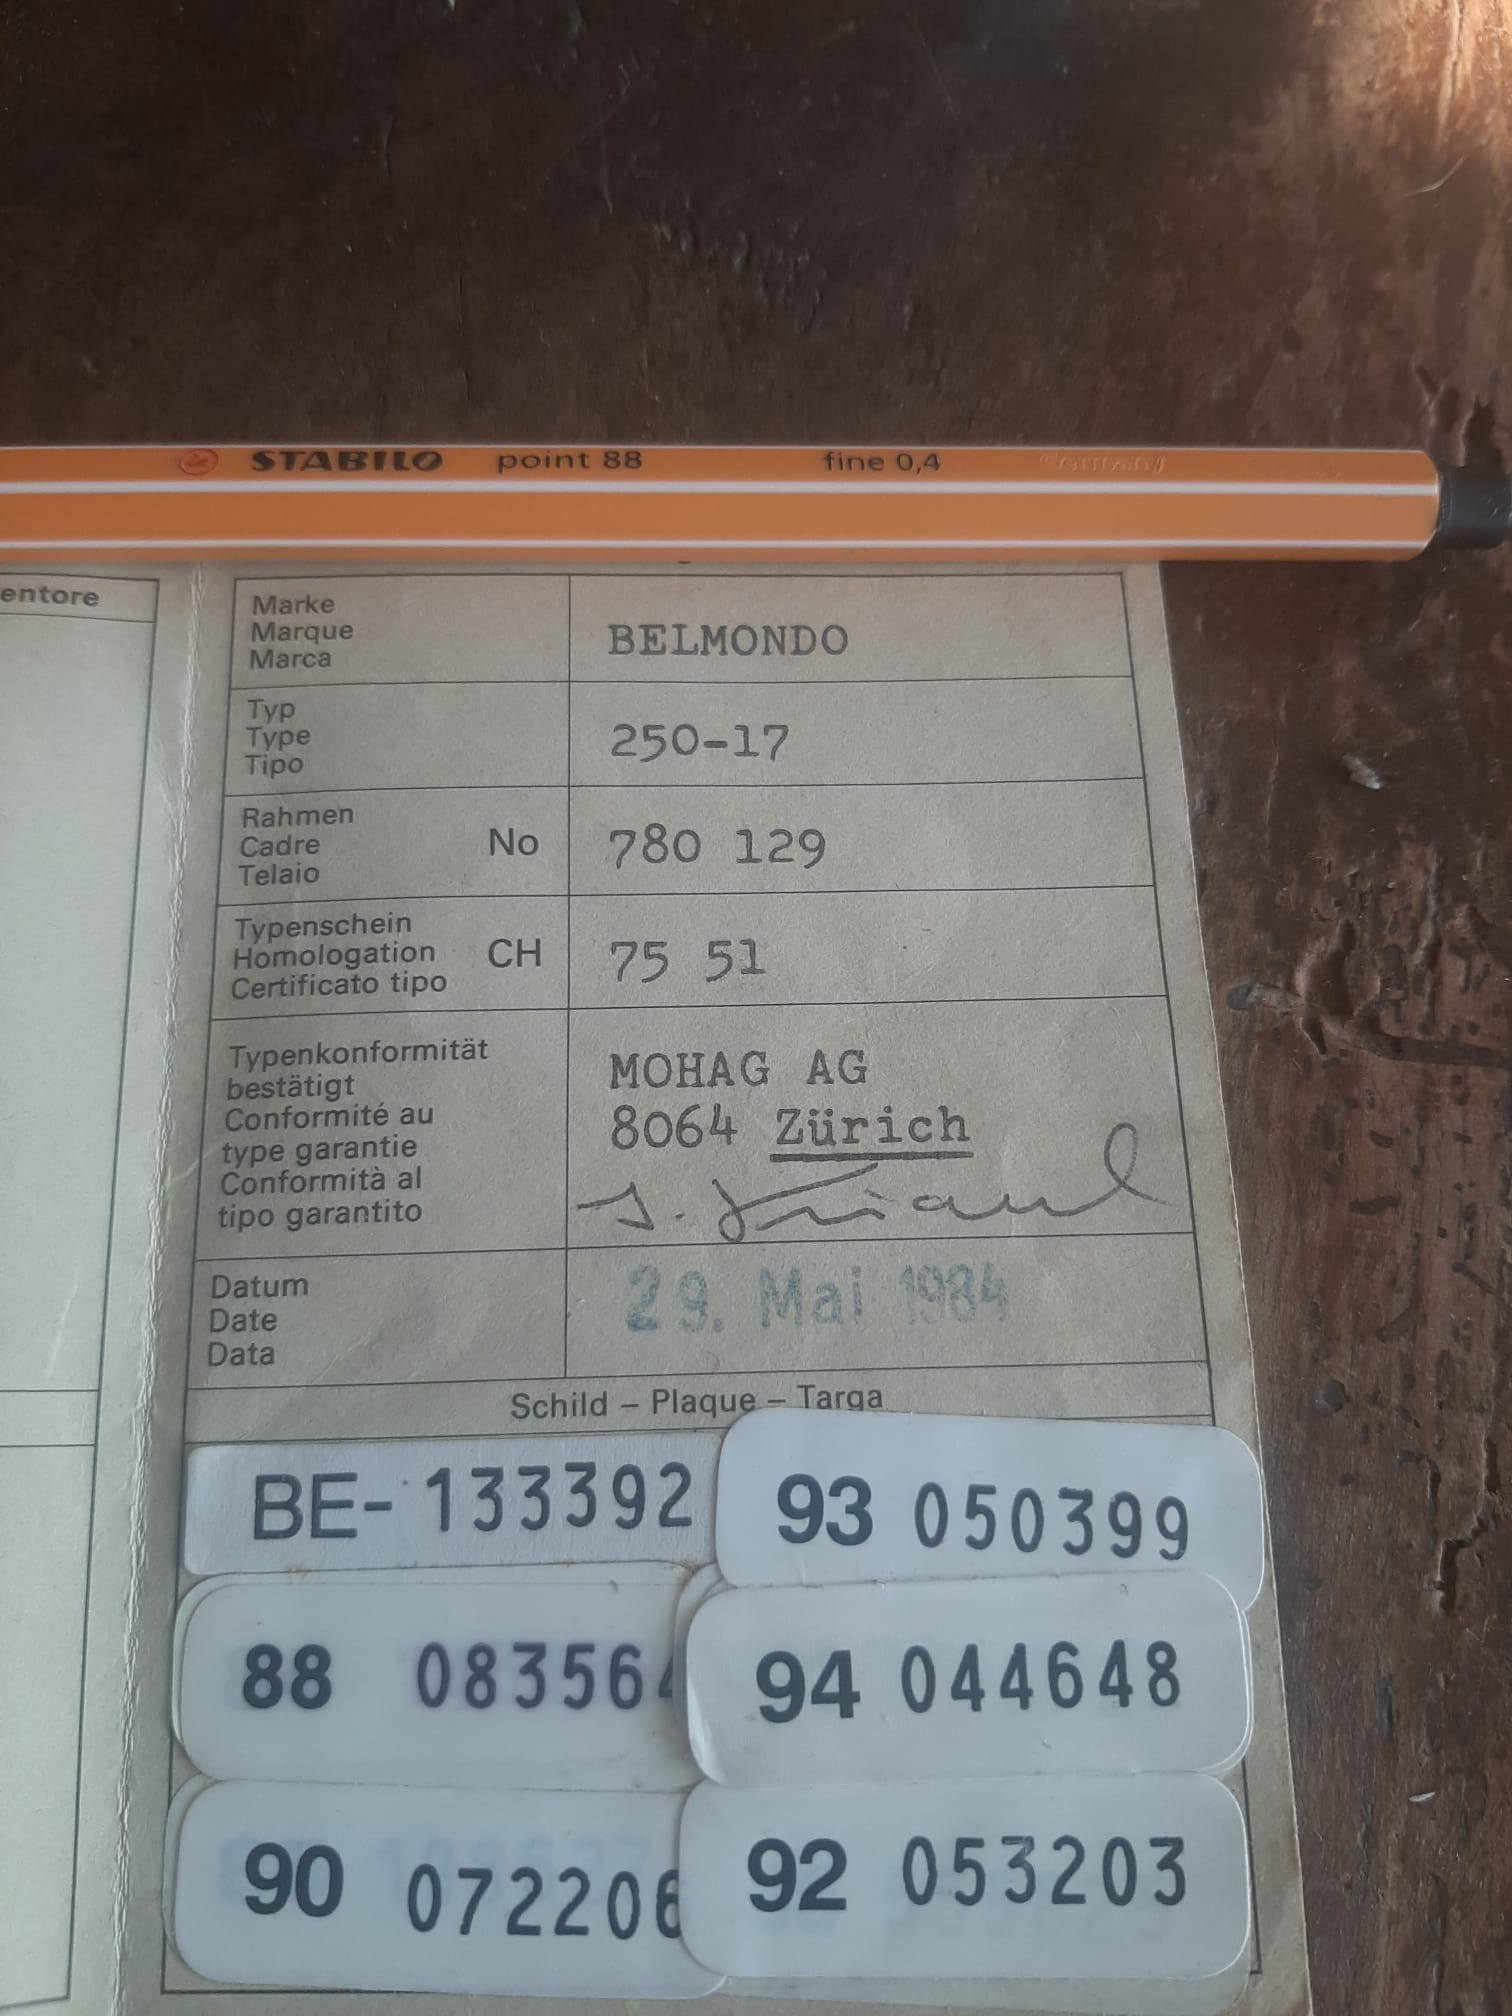 STABILO point 88 fine 0,4 Germany
entore
Marke
Marque
Marca
BELMONDO
Typ
Type
Tipo
250-17
Rahmen
Cadre
Telaio
No
780 129
Typenschein
Homologation
Certificato tipo
CH
75 51
Typenkonformität
bestätigt
Conformité au
type garantie
Conformità al
tipo garantito
MOHAG AG
8064 Zürich
Datum
Date
Data
29. Mai 1984
Schild – Plaque – Targa
BE- 133392
93 050399
88 083564
94 044648
90 072206
92 053203